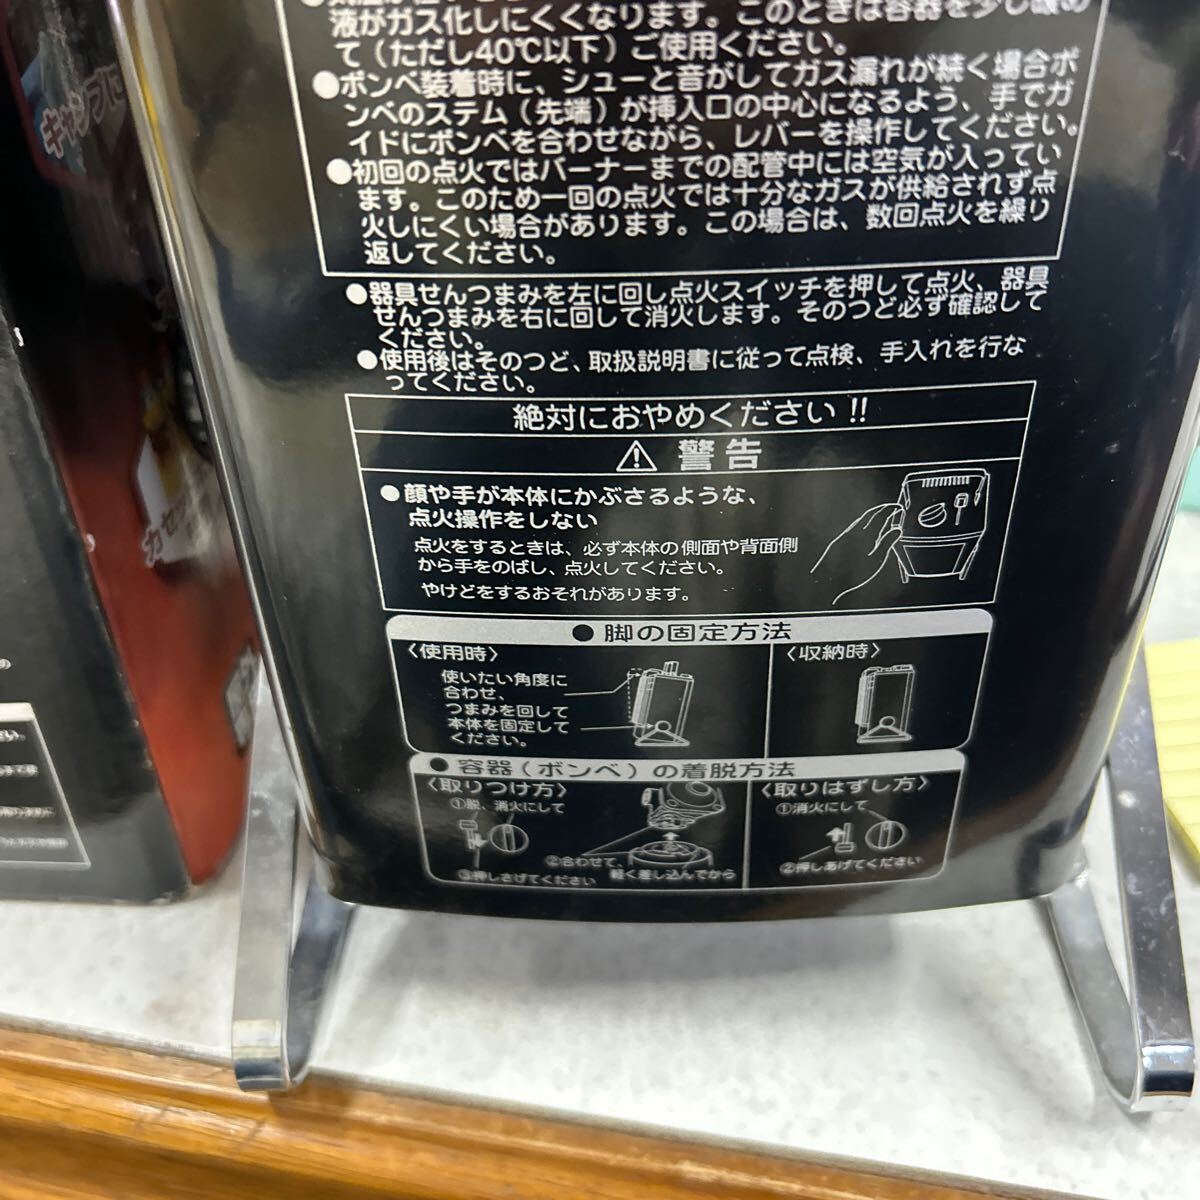 液がガス化しにくくなります。このときは容器を少し暖め
て（ただし40℃以下）ご使用ください。
●ボンベ装着時に、シューと音がしてガス漏れが続く場合ボ
ンベのステム（先端）が挿入口の中心になるよう、手でガ
イドにボンベを合わせながら、レバーを操作してください。
●初回の点火ではバーナーまでの配管中には空気が入ってい
ます。このため一回の点火では十分なガスが供給されず点
火しにくい場合があります。この場合は、数回点火を繰り
返してください。
●器具せんつまみを左に回し点火スイッチを押して点火、器具
せんつまみを右に回して消火します。そのつど必ず確認して
ください。
●使用後はそのつど、取扱説明書に従って点検、手入れを行な
ってください。
絶対におやめください!!
⚠ 警告
●顔や手が本体にかぶさるような、
点火操作をしない
点火をするときは、必ず本体の側面や背面側
から手をのばし、点火してください。
やけどをするおそれがあります。
●脚の固定方法
〈使用時〉
使いたい角度に
合わせ、
つまみを回して
本体を固定して
ください。
〈収納時〉
●容器（ボンベ）の着脱方法
〈取りつけ方〉
①脱、消火にして
②合わせて、
軽く差し込んでから
③押しさげてください
〈取りはずし方〉
①消火にして
②押しあげてください
キャンプに